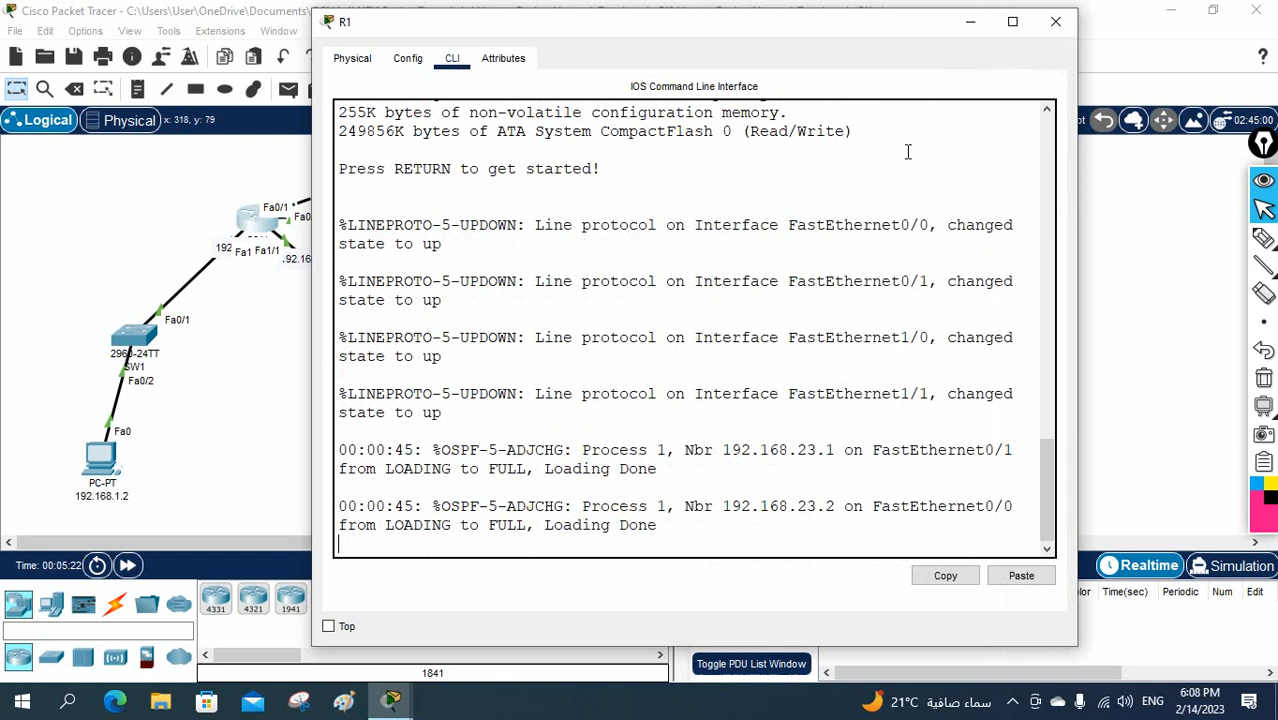 Cisco Packet Tracer - C:\Users\User\OneDrive\Documents\
R1
File Edit Options View Tools Extensions Window
Physical Config CLI Attributes
IOS Command Line Interface
Logical Physical x: 318, y: 79
02:45:00
255K bytes of non-volatile configuration memory.
249856K bytes of ATA System CompactFlash 0 (Read/Write)
Press RETURN to get started!
%LINEPROTO-5-UPDOWN: Line protocol on Interface FastEthernet0/0, changed
state to up
%LINEPROTO-5-UPDOWN: Line protocol on Interface FastEthernet0/1, changed
state to up
%LINEPROTO-5-UPDOWN: Line protocol on Interface FastEthernet1/0, changed
state to up
%LINEPROTO-5-UPDOWN: Line protocol on Interface FastEthernet1/1, changed
state to up
00:00:45: %OSPF-5-ADJCHG: Process 1, Nbr 192.168.23.1 on FastEthernet0/1
from LOADING to FULL, Loading Done
00:00:45: %OSPF-5-ADJCHG: Process 1, Nbr 192.168.23.2 on FastEthernet0/0
from LOADING to FULL, Loading Done
Copy Paste
Top
Fa0/1
Fa0
192 Fa1 Fa1/1
192.16
Fa0/1
2960-24TT
SW1
Fa0/2
Fa0
PC-PT
192.168.1.2
Time: 00:05:22
Realtime Simulation
4331 4321 1941
Time(sec) Periodic Num Edit
1841
Toggle PDU List Window
21°C سماء صافية
ENG
6:08 PM
2/14/2023